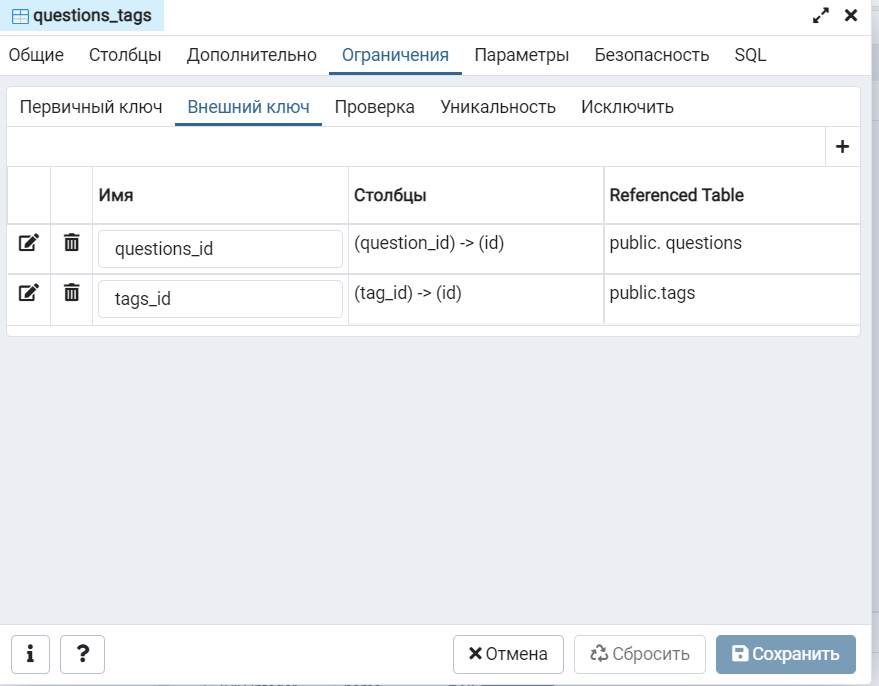 questions_tags
Общие Столбцы Дополнительно Ограничения Параметры Безопасность SQL
Первичный ключ Внешний ключ Проверка Уникальность Исключить
Имя Столбцы Referenced Table
questions_id (question_id) -> (id) public. questions
tags_id (tag_id) -> (id) public.tags
Отмена Сбросить Сохранить